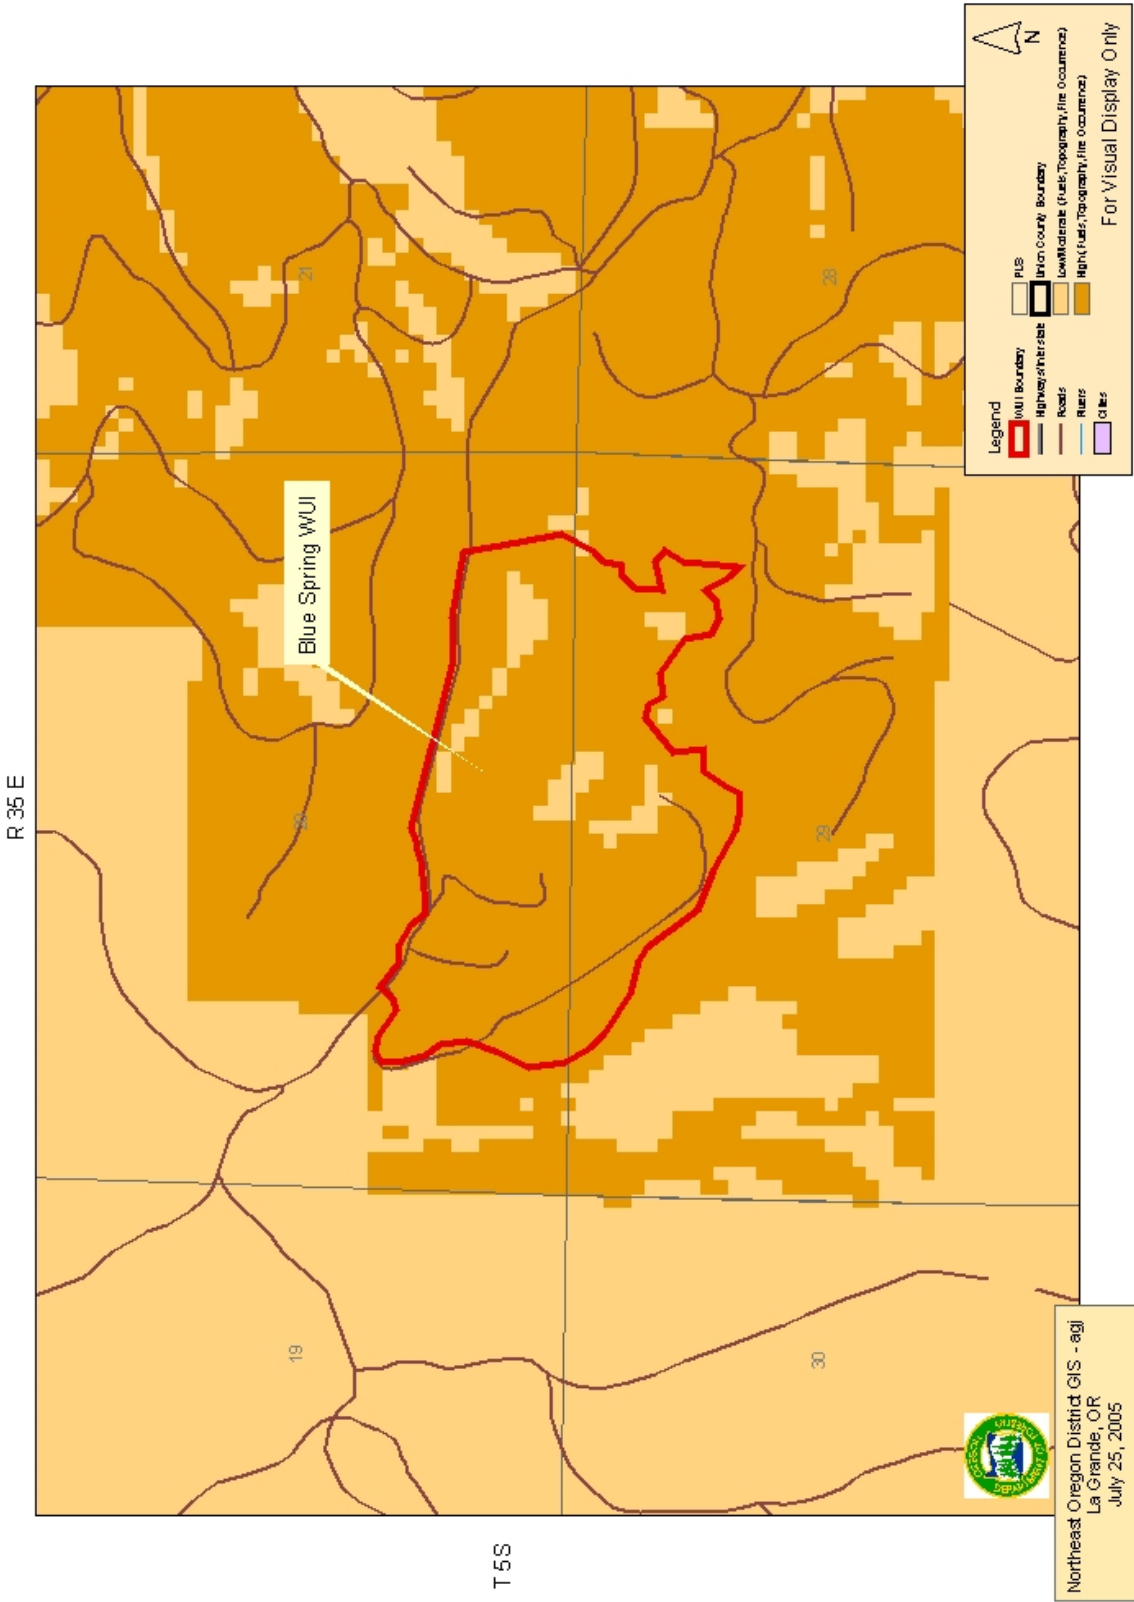 R 35 E
T 5 S
Blue Spring WUI
19
20
21
30
29
28
Northeast Oregon District GIS - agj
La Grande, OR
July 25, 2005
Legend
WUI Boundary
Highways/Interstate
Roads
Rivers
Cities
PLS
Union County Boundary
Low/Moderate (Fuels,Topography,Fire Occurrence)
High (Fuels,Topography,Fire Occurrence)
N
For Visual Display Only